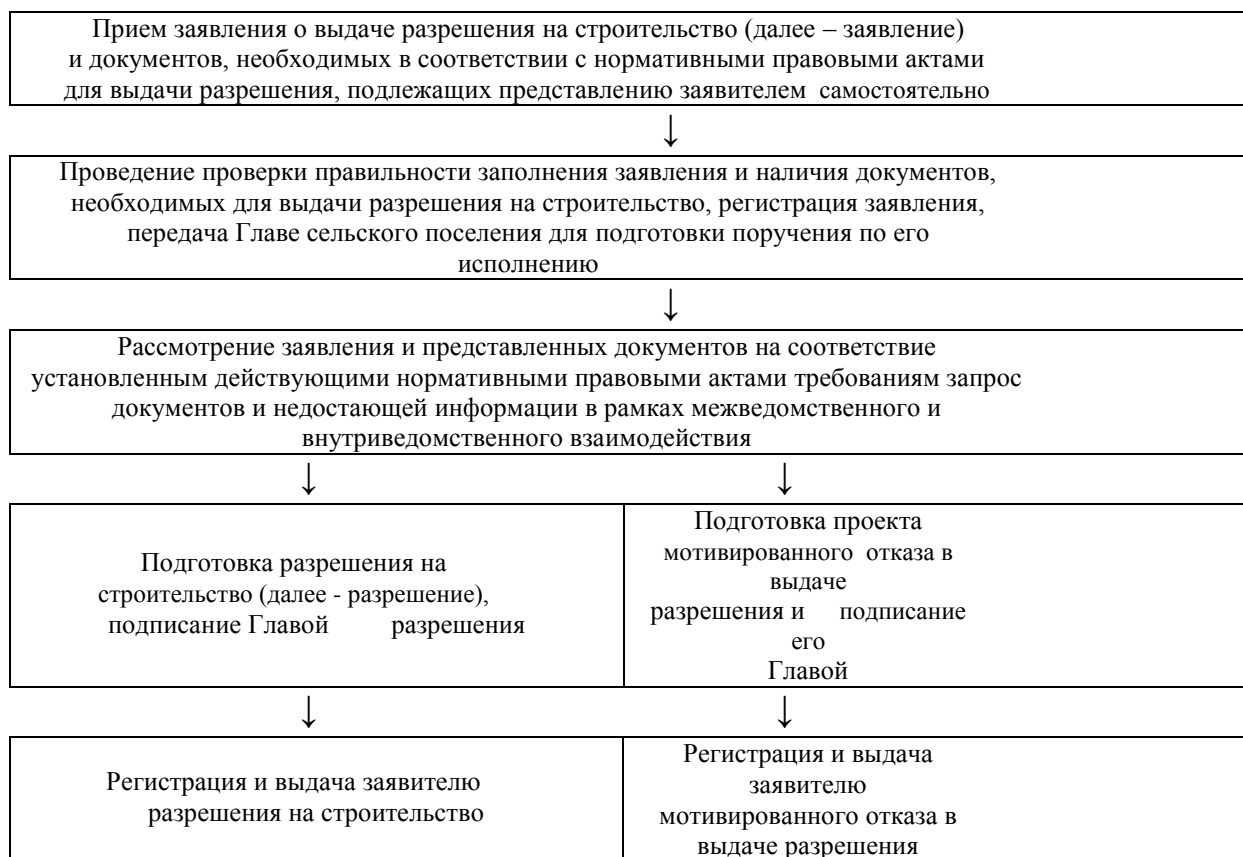 Прием заявления о выдаче разрешения на строительство (далее – заявление)
и документов, необходимых в соответствии с нормативными правовыми актами
для выдачи разрешения, подлежащих представлению заявителем самостоятельно
↓
Проведение проверки правильности заполнения заявления и наличия документов,
необходимых для выдачи разрешения на строительство, регистрация заявления,
передача Главе сельского поселения для подготовки поручения по его
исполнению
↓
Рассмотрение заявления и представленных документов на соответствие
установленным действующими нормативными правовыми актами требованиям запрос
документов и недостающей информации в рамках межведомственного и
внутриведомственного взаимодействия
↓ ↓
Подготовка разрешения на
строительство (далее - разрешение),
подписание Главой разрешения
Подготовка проекта
мотивированного отказа в
выдаче
разрешения и подписание
его
Главой
↓ ↓
Регистрация и выдача заявителю
разрешения на строительство
Регистрация и выдача
заявителю
мотивированного отказа в
выдаче разрешения